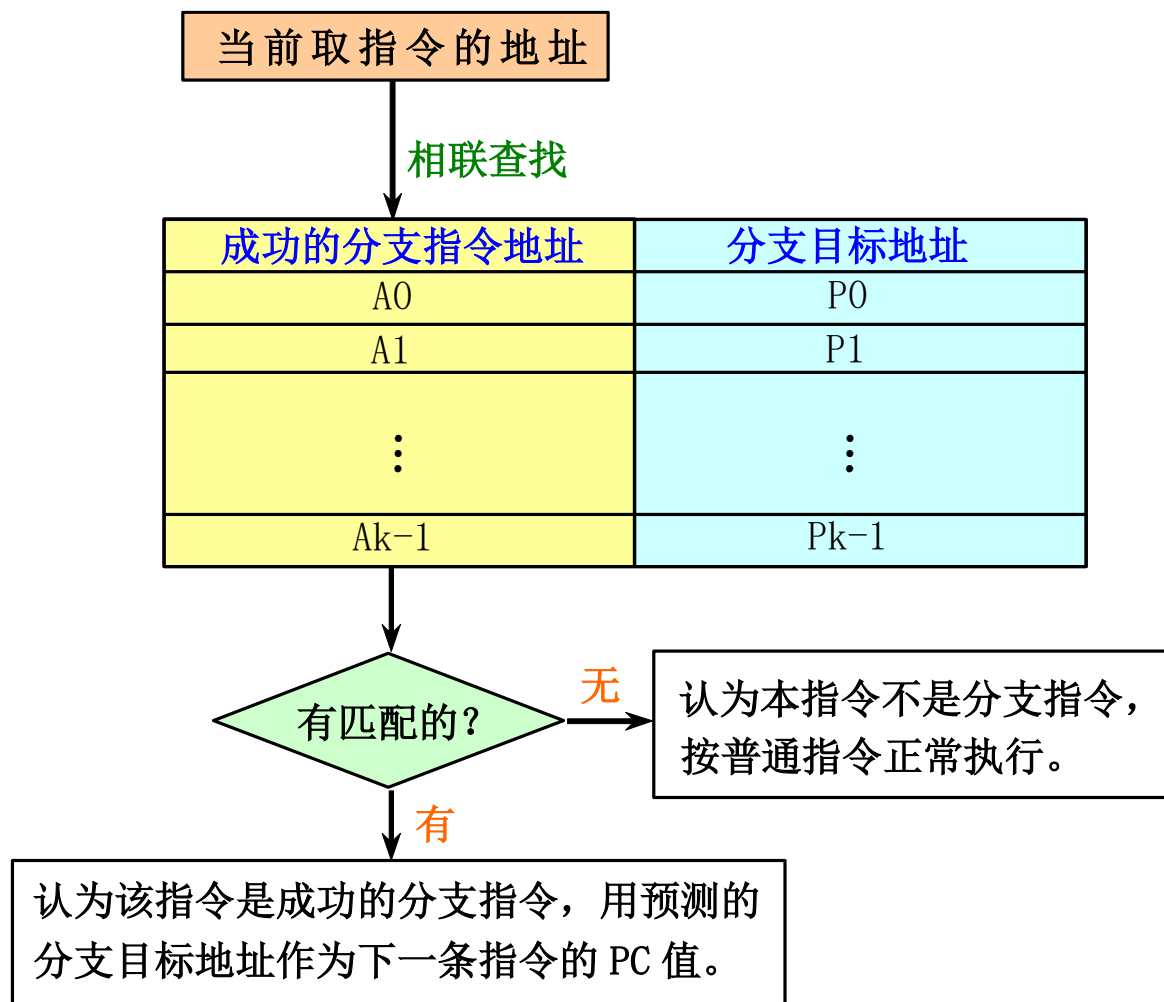 当前取指令的地址
相联查找
成功的分支指令地址 分支目标地址
A0 P0
A1 P1
⋮ ⋮
Ak-1 Pk-1
有匹配的？
无
认为本指令不是分支指令，
按普通指令正常执行。
有
认为该指令是成功的分支指令，用预测的
分支目标地址作为下一条指令的 PC 值。